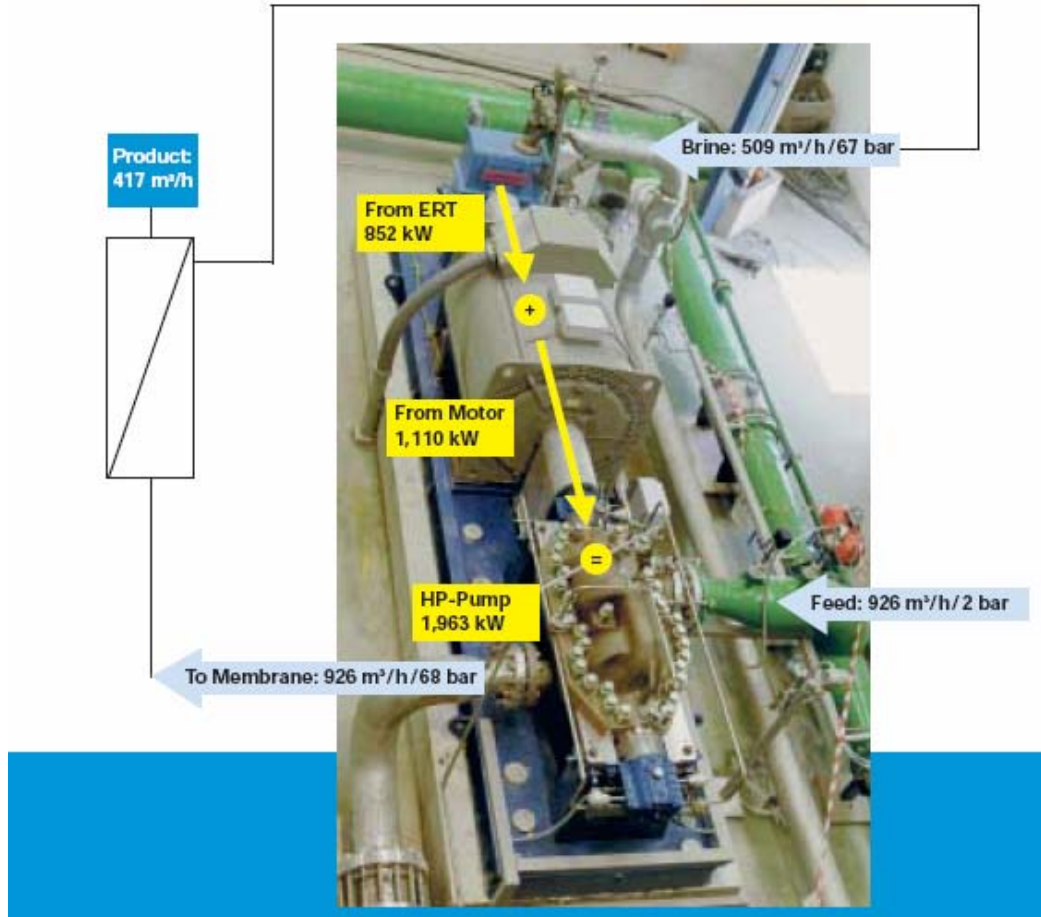 Product:
417 m³/h
Brine: 509 m³/h/67 bar
From ERT
852 kW
+
From Motor
1,110 kW
=
HP-Pump
1,963 kW
Feed: 926 m³/h/2 bar
To Membrane: 926 m³/h/68 bar